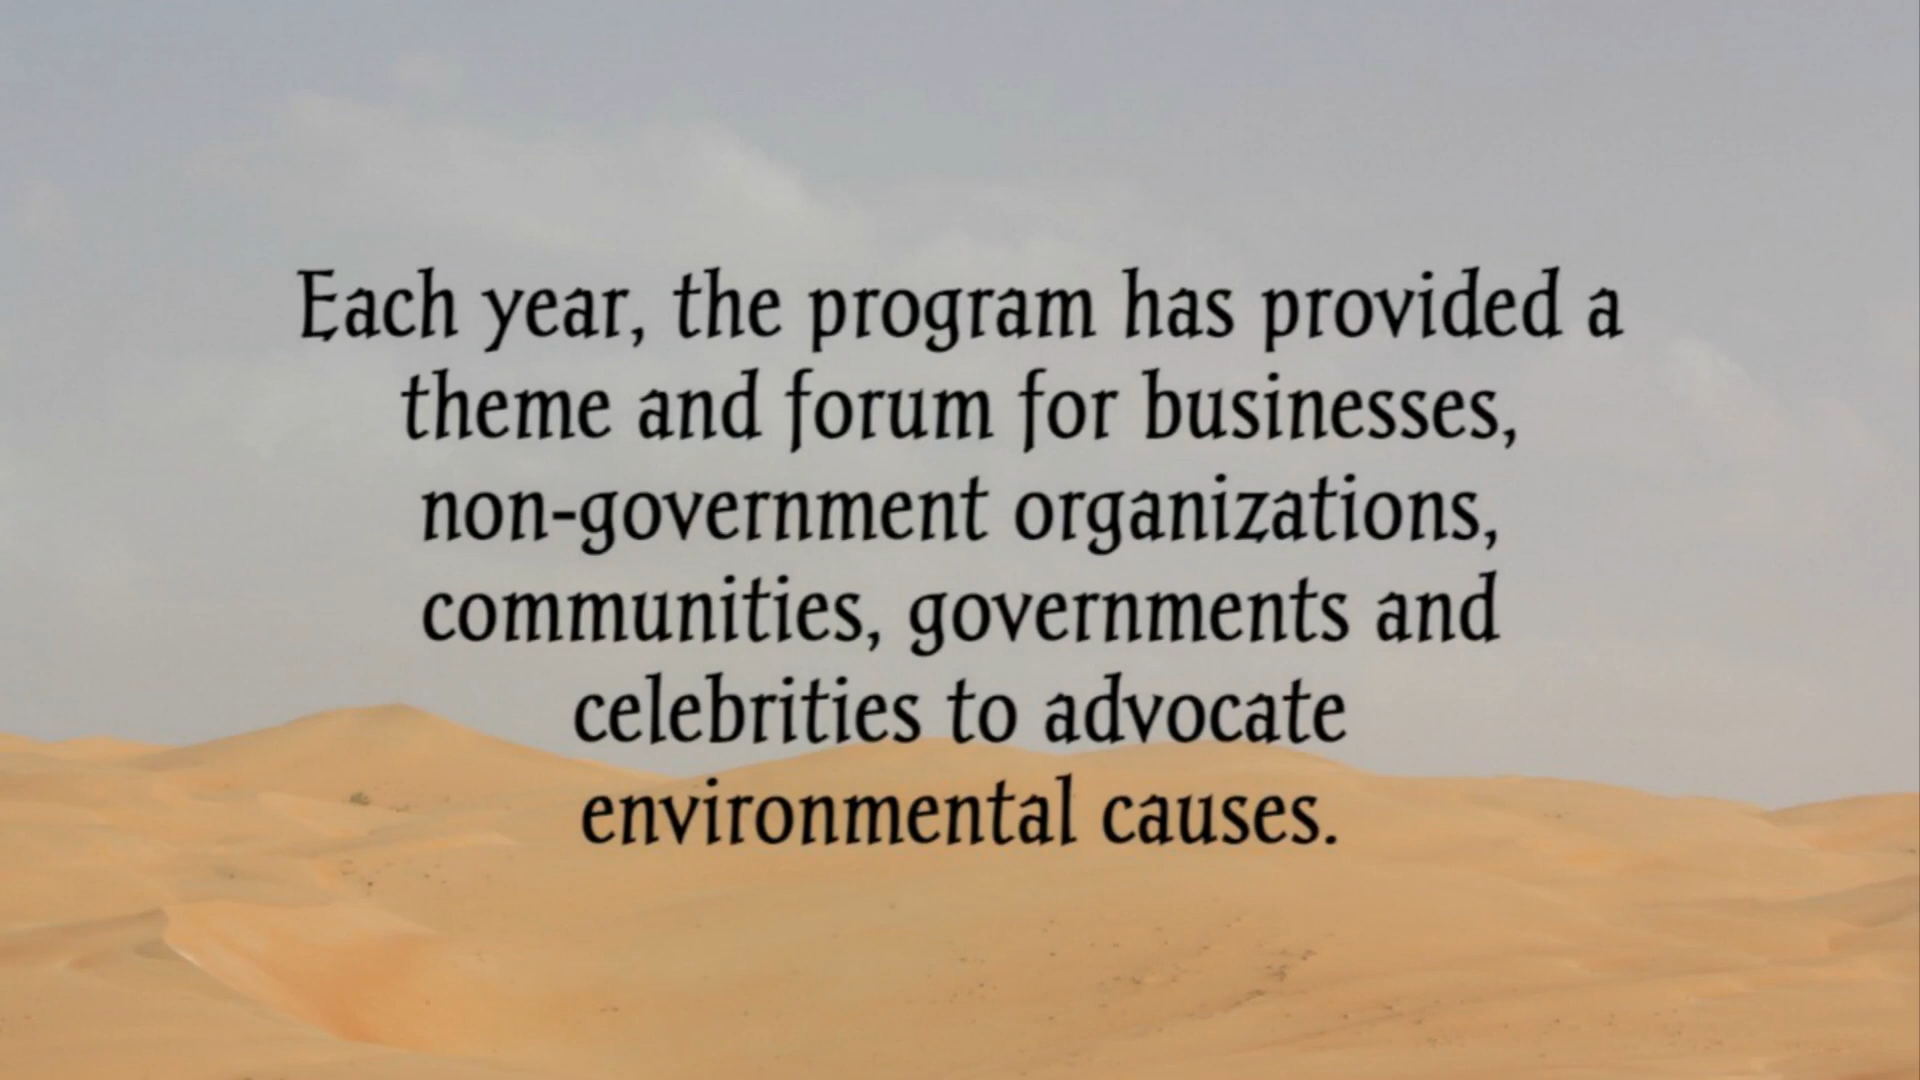 Each year, the program has provided a
theme and forum for businesses,
non-government organizations,
communities, governments and
celebrities to advocate
environmental causes.